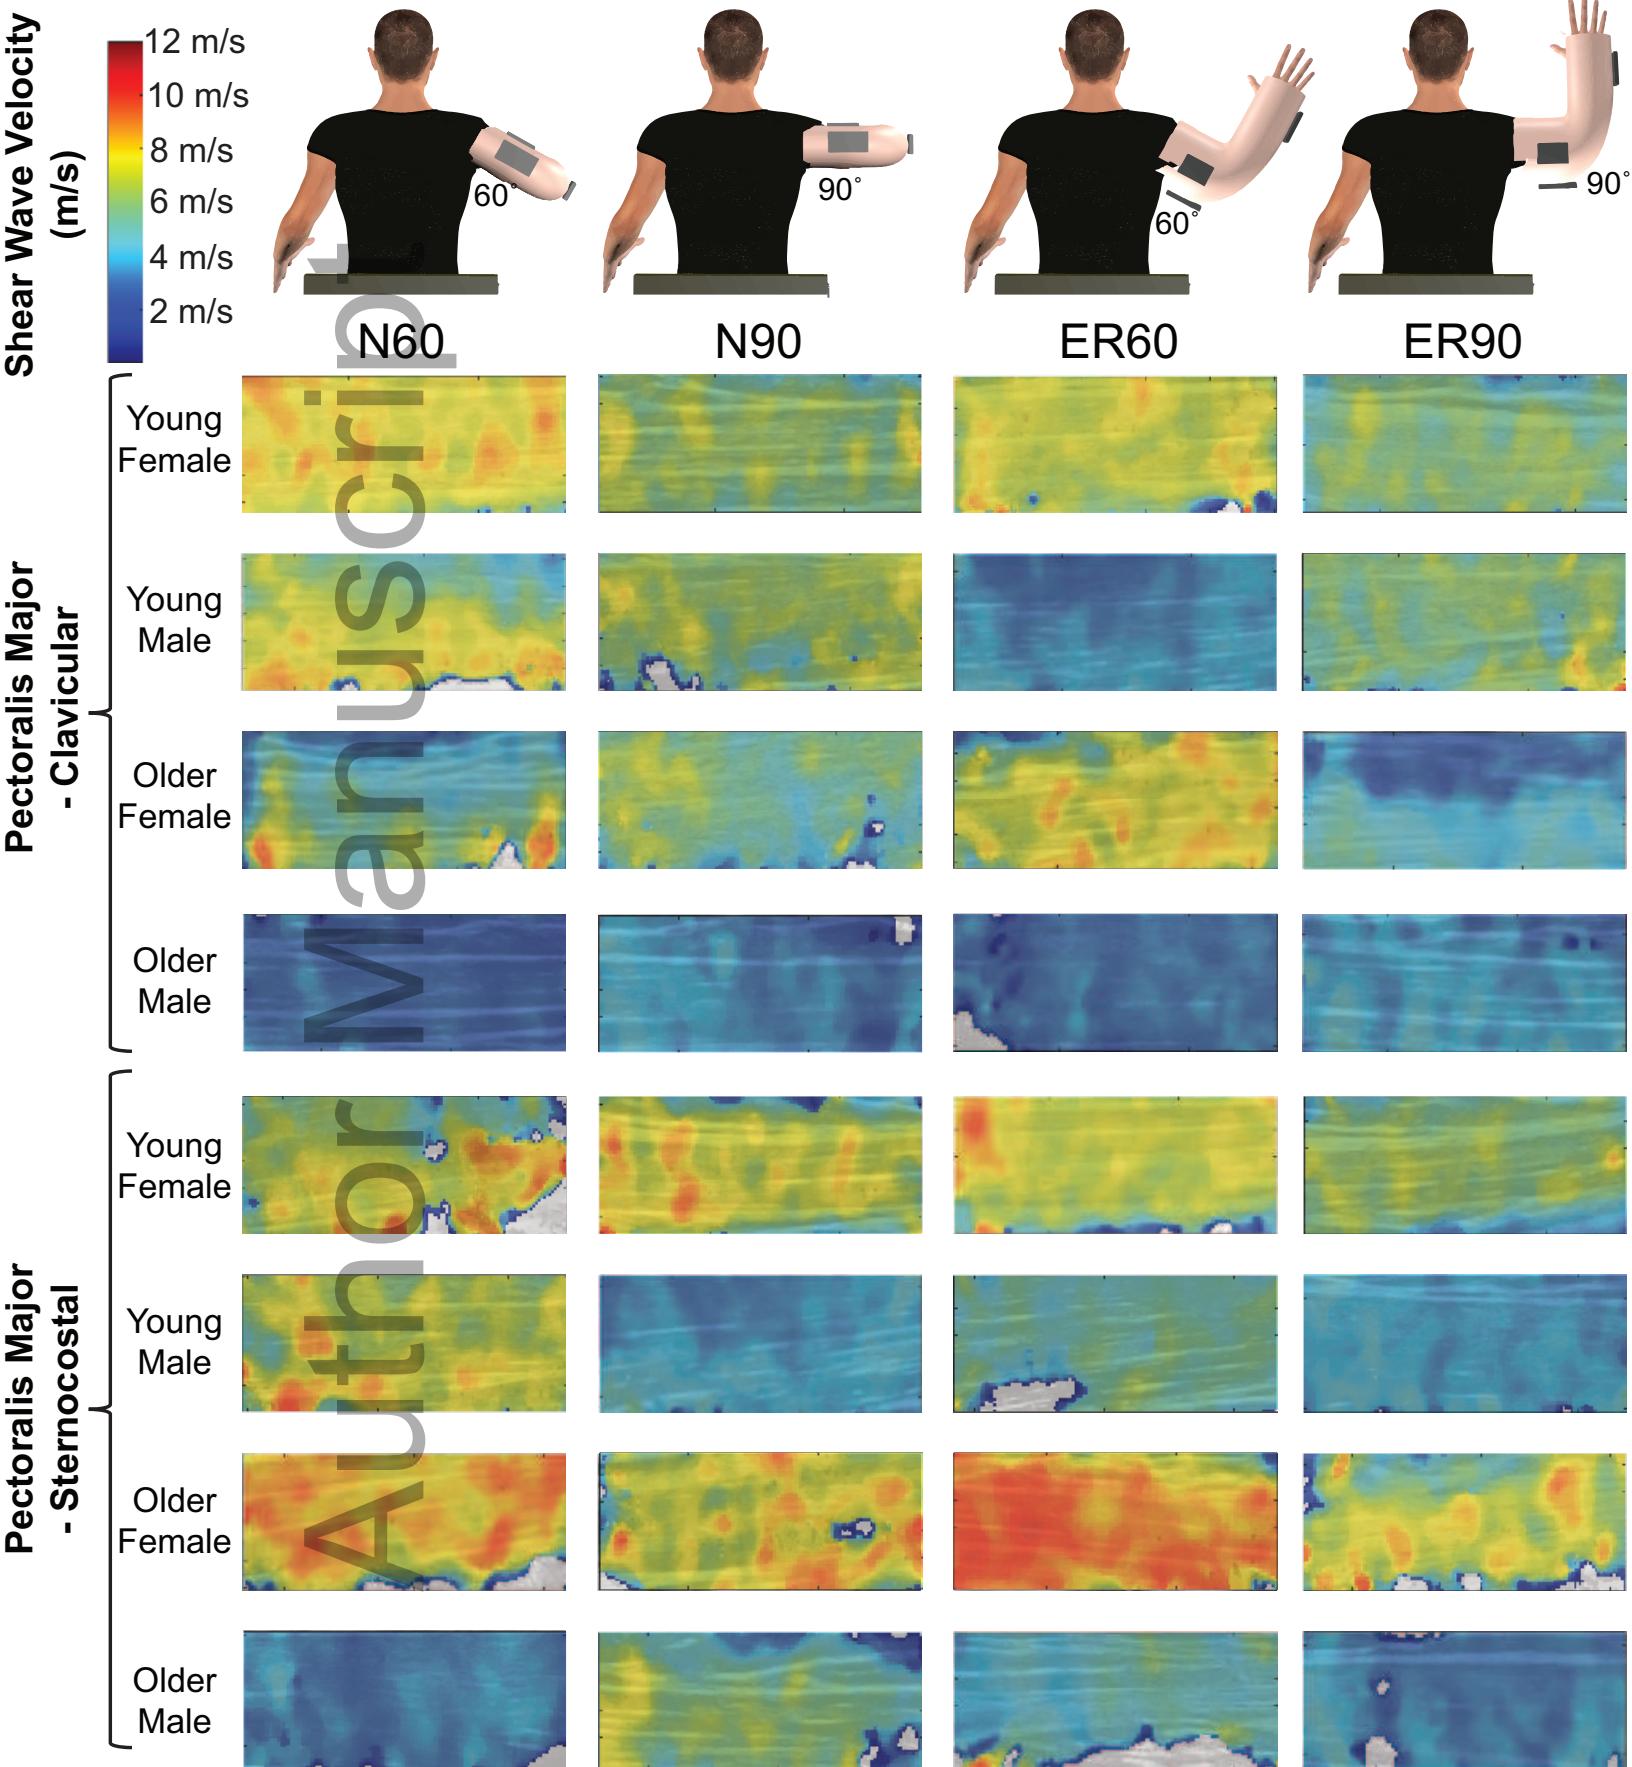 Shear Wave Velocity
(m/s)
12 m/s
10 m/s
8 m/s
6 m/s
4 m/s
2 m/s
60°
90°
60°
90°
N60
N90
ER60
ER90
Pectoralis Major
- Clavicular
Young
Female
Young
Male
Older
Female
Older
Male
Pectoralis Major
- Sternocostal
Young
Female
Young
Male
Older
Female
Older
Male
Author Manuscript